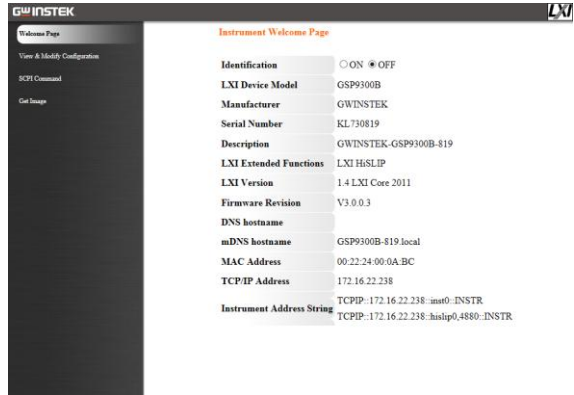 GWINSTEK
LXI
Welcome Page
View & Modify Configuration
SCPI Command
Get Image
Instrument Welcome Page
Identification ON OFF
LXI Device Model GSP9300B
Manufacturer GWINSTEK
Serial Number KL730819
Description GWINSTEK-GSP9300B-819
LXI Extended Functions LXI HiSLIP
LXI Version 1.4 LXI Core 2011
Firmware Revision V3.0.0.3
DNS hostname
mDNS hostname GSP9300B-819.local
MAC Address 00:22:24:00:0A:BC
TCP/IP Address 172.16.22.238
Instrument Address String TCPIP::172.16.22.238::inst0::INSTR
TCPIP::172.16.22.238::hislip0,4880::INSTR